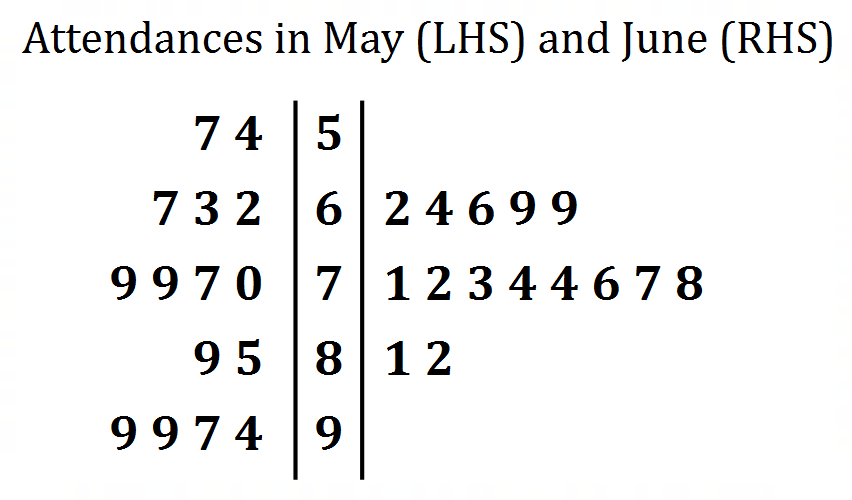 Attendances in May (LHS) and June (RHS)
7 4 5
7 3 2 6 2 4 6 9 9
9 9 7 0 7 1 2 3 4 4 6 7 8
9 5 8 1 2
9 9 7 4 9